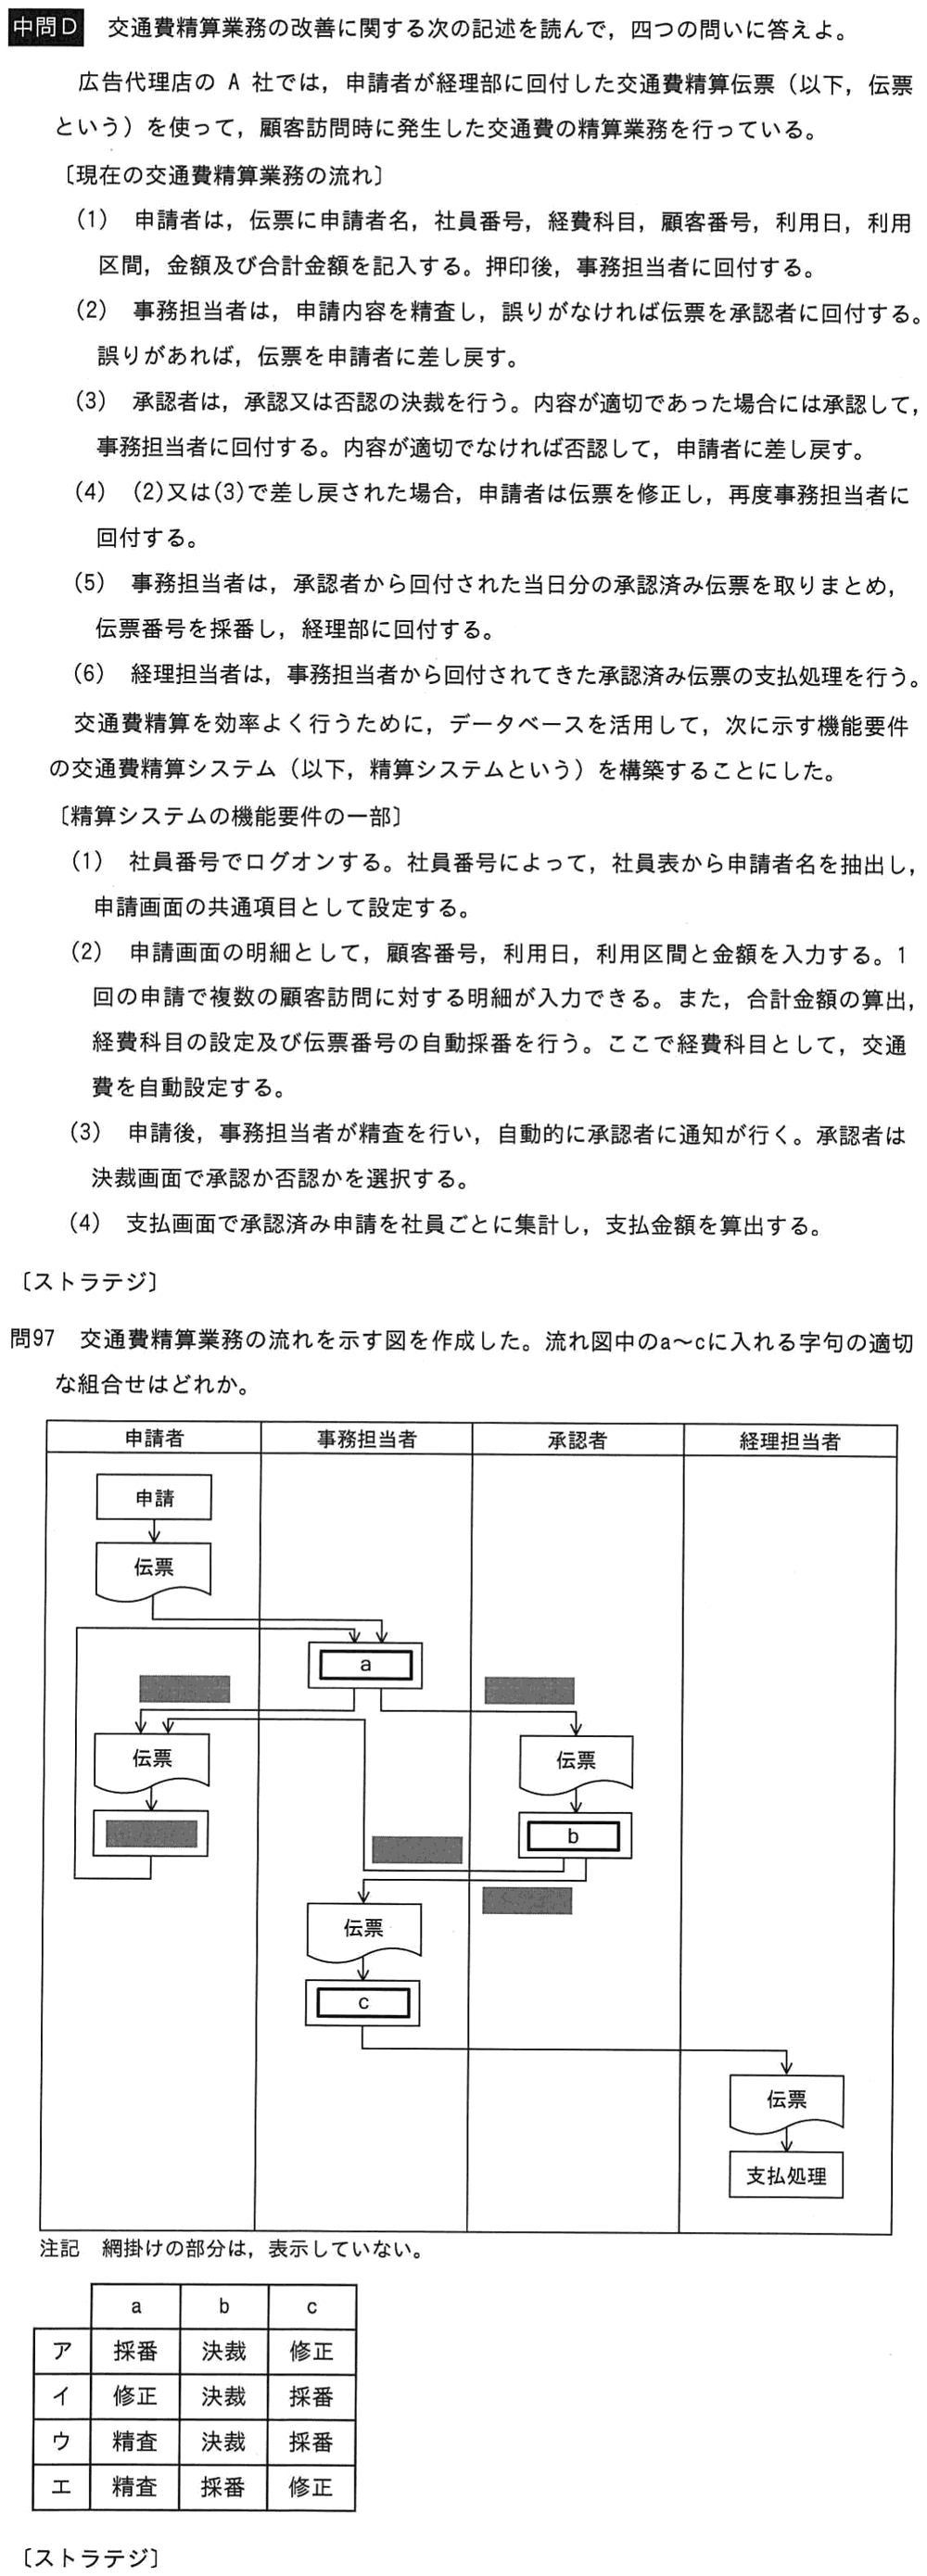 中問D 交通費精算業務の改善に関する次の記述を読んで，四つの問いに答えよ。
広告代理店の A 社では，申請者が経理部に回付した交通費精算伝票（以下，伝票
という）を使って，顧客訪問時に発生した交通費の精算業務を行っている。
〔現在の交通費精算業務の流れ〕
(1) 申請者は，伝票に申請者名，社員番号，経費科目，顧客番号，利用日，利用
区間，金額及び合計金額を記入する。押印後，事務担当者に回付する。
(2) 事務担当者は，申請内容を精査し，誤りがなければ伝票を承認者に回付する。
誤りがあれば，伝票を申請者に差し戻す。
(3) 承認者は，承認又は否認の決裁を行う。内容が適切であった場合には承認して，
事務担当者に回付する。内容が適切でなければ否認して，申請者に差し戻す。
(4) (2)又は(3)で差し戻された場合，申請者は伝票を修正し，再度事務担当者に
回付する。
(5) 事務担当者は，承認者から回付された当日分の承認済み伝票を取りまとめ，
伝票番号を採番し，経理部に回付する。
(6) 経理担当者は，事務担当者から回付されてきた承認済み伝票の支払処理を行う。
交通費精算を効率よく行うために，データベースを活用して，次に示す機能要件
の交通費精算システム（以下，精算システムという）を構築することにした。
〔精算システムの機能要件の一部〕
(1) 社員番号でログオンする。社員番号によって，社員表から申請者名を抽出し，
申請画面の共通項目として設定する。
(2) 申請画面の明細として，顧客番号，利用日，利用区間と金額を入力する。1
回の申請で複数の顧客訪問に対する明細が入力できる。また，合計金額の算出，
経費科目の設定及び伝票番号の自動採番を行う。ここで経費科目として，交通
費を自動設定する。
(3) 申請後，事務担当者が精査を行い，自動的に承認者に通知が行く。承認者は
決裁画面で承認か否認かを選択する。
(4) 支払画面で承認済み申請を社員ごとに集計し，支払金額を算出する。
〔ストラテジ〕
問97 交通費精算業務の流れを示す図を作成した。流れ図中のa～cに入れる字句の適切
な組合せはどれか。
申請者 事務担当者 承認者 経理担当者
申請
伝票
a
伝票 伝票
b
伝票
c
伝票
支払処理
注記 網掛けの部分は，表示していない。
a b c
ア 採番 決裁 修正
イ 修正 決裁 採番
ウ 精査 決裁 採番
エ 精査 採番 修正
〔ストラテジ〕